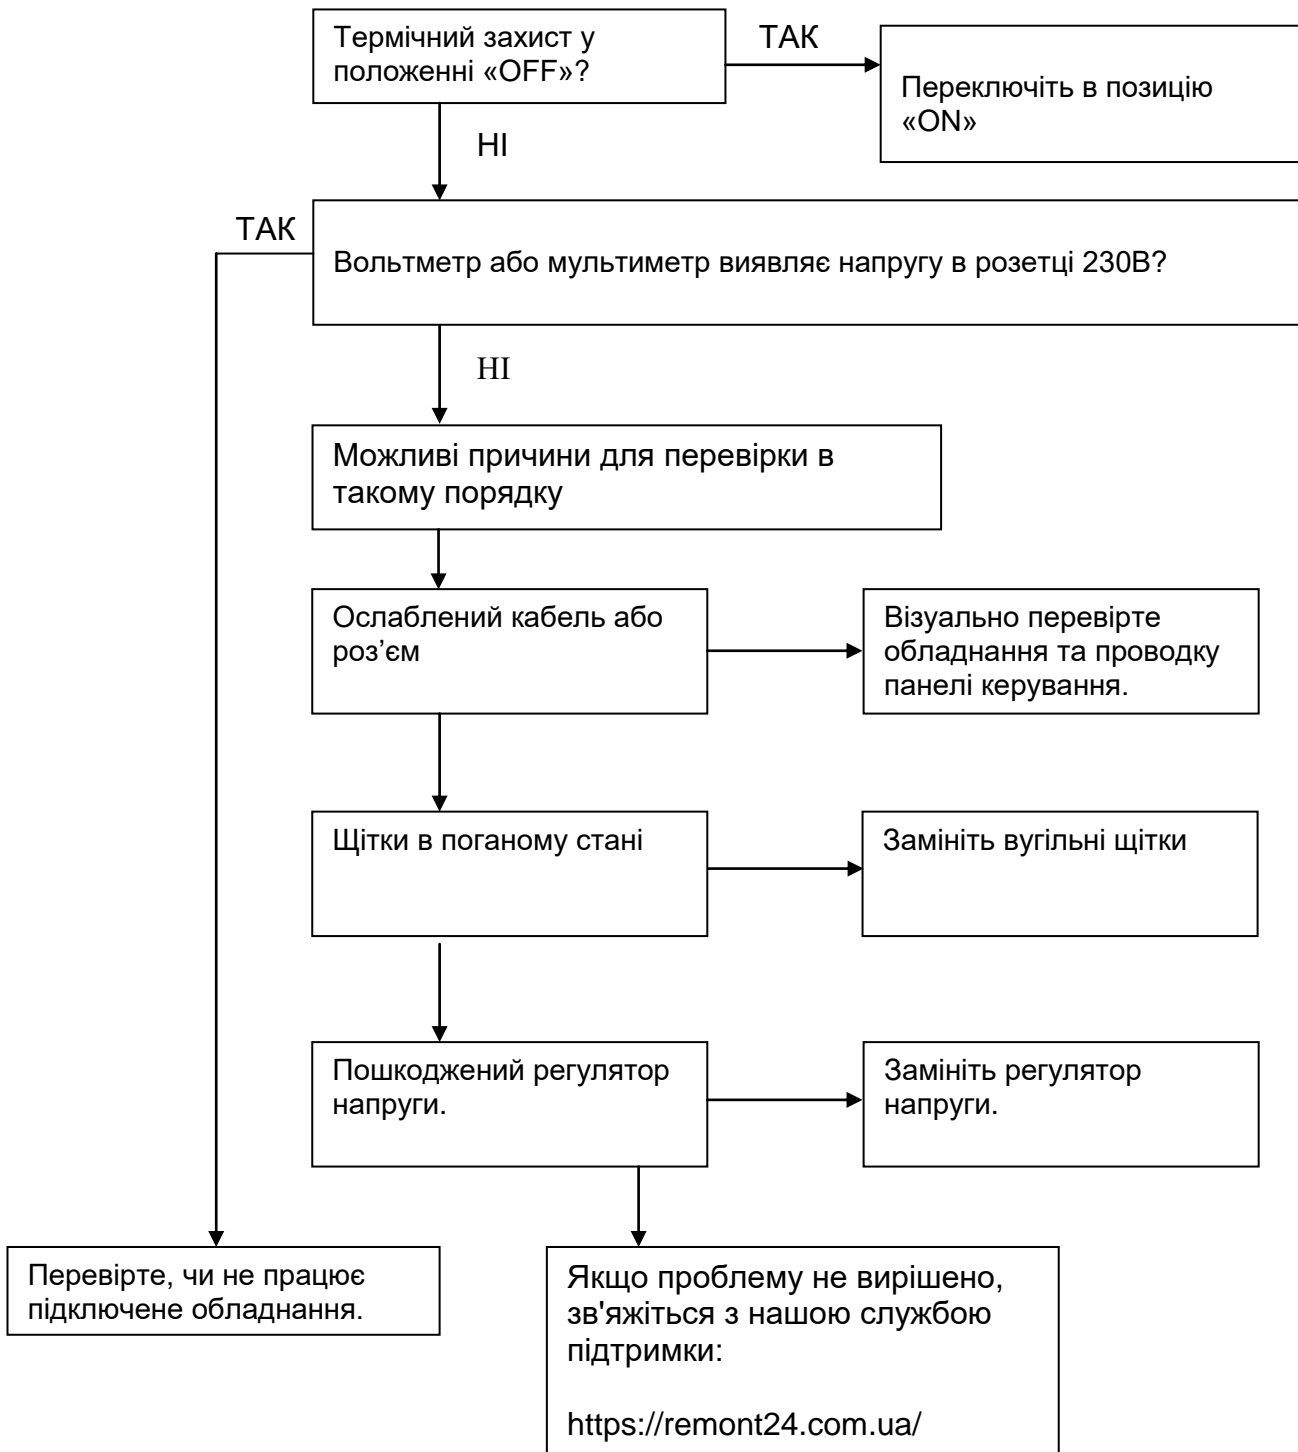 Термічний захист у
положенні «OFF»?
ТАК
Переключіть в позицію
«ON»
НІ
ТАК
Вольтметр або мультиметр виявляє напругу в розетці 230В?
НІ
Можливі причини для перевірки в
такому порядку
Ослаблений кабель або
роз’єм
Візуально перевірте
обладнання та проводку
панелі керування.
Щітки в поганому стані
Замініть вугільні щітки
Пошкоджений регулятор
напруги.
Замініть регулятор
напруги.
Перевірте, чи не працює
підключене обладнання.
Якщо проблему не вирішено,
зв'яжіться з нашою службою
підтримки:
https://remont24.com.ua/